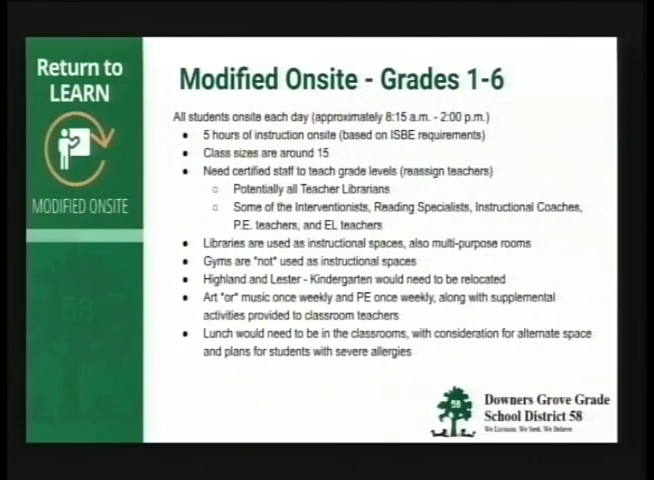 Return to
LEARN
MODIFIED ONSITE
58
Modified Onsite - Grades 1-6
All students onsite each day (approximately 8:15 a.m. - 2:00 p.m.)
● 5 hours of instruction onsite (based on ISBE requirements)
● Class sizes are around 15
● Need certified staff to teach grade levels (reassign teachers)
○ Potentially all Teacher Librarians
○ Some of the Interventionists, Reading Specialists, Instructional Coaches,
P.E. teachers, and EL teachers
● Libraries are used as instructional spaces, also multi-purpose rooms
● Gyms are *not* used as instructional spaces
● Highland and Lester - Kindergarten would need to be relocated
● Art *or* music once weekly and PE once weekly, along with supplemental
activities provided to classroom teachers
● Lunch would need to be in the classrooms, with consideration for alternate space
and plans for students with severe allergies
58
Downers Grove Grade
School District 58
We Seek. We Believe